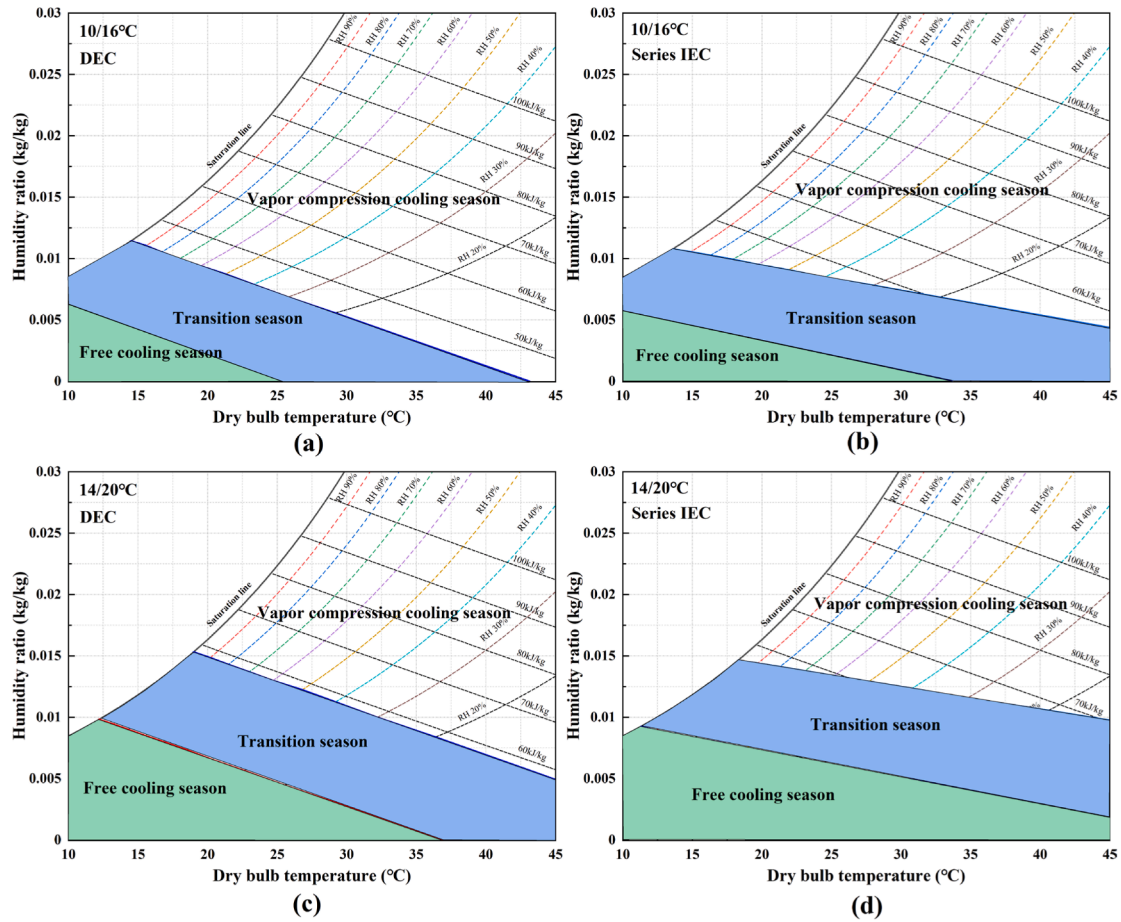 10/16℃
DEC
RH 90%
RH 80%
RH 70%
RH 60%
RH 50%
RH 40%
RH 30%
RH 20%
100kJ/kg
90kJ/kg
80kJ/kg
70kJ/kg
60kJ/kg
50kJ/kg
Saturation line
Vapor compression cooling season
Transition season
Free cooling season
Humidity ratio (kg/kg)
0.03
0.025
0.02
0.015
0.01
0.005
0
10 15 20 25 30 35 40 45
Dry bulb temperature (℃)
(a)
10/16℃
Series IEC
RH 90%
RH 80%
RH 70%
RH 60%
RH 50%
RH 40%
RH 30%
RH 20%
100kJ/kg
90kJ/kg
80kJ/kg
70kJ/kg
60kJ/kg
Saturation line
Vapor compression cooling season
Transition season
Free cooling season
Humidity ratio (kg/kg)
0.03
0.025
0.02
0.015
0.01
0.005
0
10 15 20 25 30 35 40 45
Dry bulb temperature (℃)
(b)
14/20℃
DEC
RH 90%
RH 80%
RH 70%
RH 60%
RH 50%
RH 40%
RH 30%
RH 20%
100kJ/kg
90kJ/kg
80kJ/kg
70kJ/kg
60kJ/kg
Saturation line
Vapor compression cooling season
Transition season
Free cooling season
Humidity ratio (kg/kg)
0.03
0.025
0.02
0.015
0.01
0.005
0
10 15 20 25 30 35 40 45
Dry bulb temperature (℃)
(c)
14/20℃
Series IEC
RH 90%
RH 80%
RH 70%
RH 60%
RH 50%
RH 40%
RH 30%
100kJ/kg
90kJ/kg
80kJ/kg
70kJ/kg
Saturation line
Vapor compression cooling season
Transition season
Free cooling season
Humidity ratio (kg/kg)
0.03
0.025
0.02
0.015
0.01
0.005
0
10 15 20 25 30 35 40 45
Dry bulb temperature (℃)
(d)